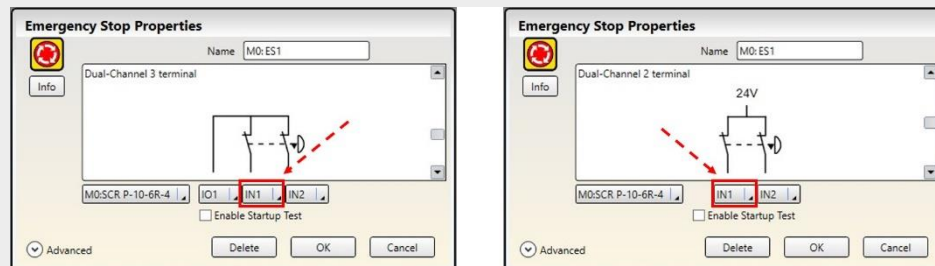 Emergency Stop Properties
Name M0:ES1
Info
Dual-Channel 3 terminal
M0:SCR P-10-6R-4 IO1 IN1 IN2
Enable Startup Test
Advanced Delete OK Cancel
Emergency Stop Properties
Name M0:ES1
Info
Dual-Channel 2 terminal
24V
M0:SCR P-10-6R-4 IN1 IN2
Enable Startup Test
Advanced Delete OK Cancel